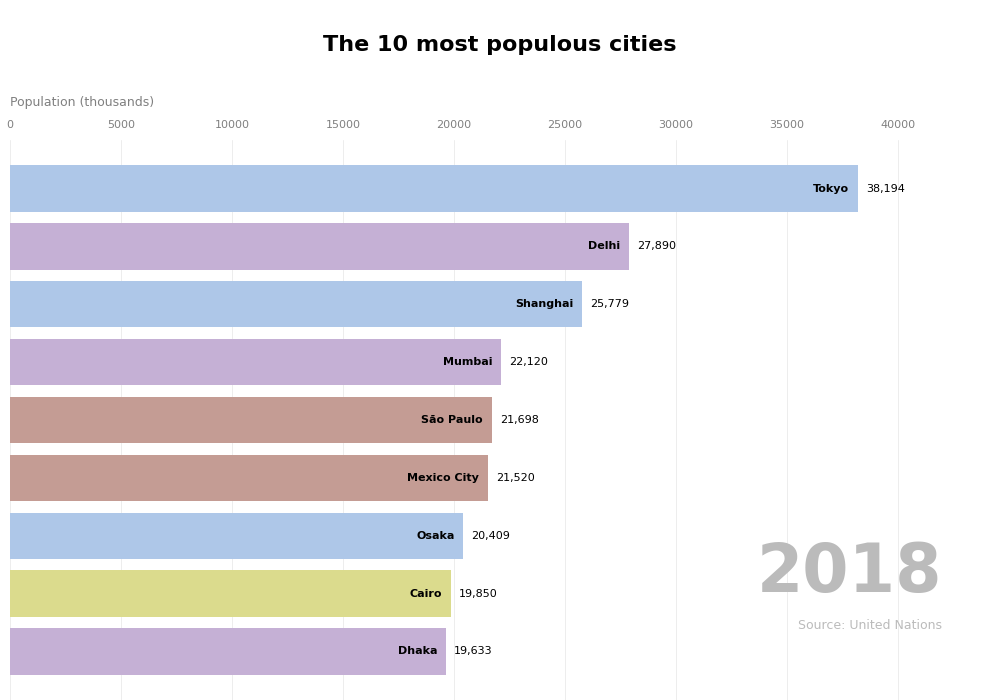 The 10 most populous cities
Population (thousands)
0 5000 10000 15000 20000 25000 30000 35000 40000
Tokyo 38,194
Delhi 27,890
Shanghai 25,779
Mumbai 22,120
São Paulo 21,698
Mexico City 21,520
Osaka 20,409
2018
Cairo 19,850
Source: United Nations
Dhaka 19,633